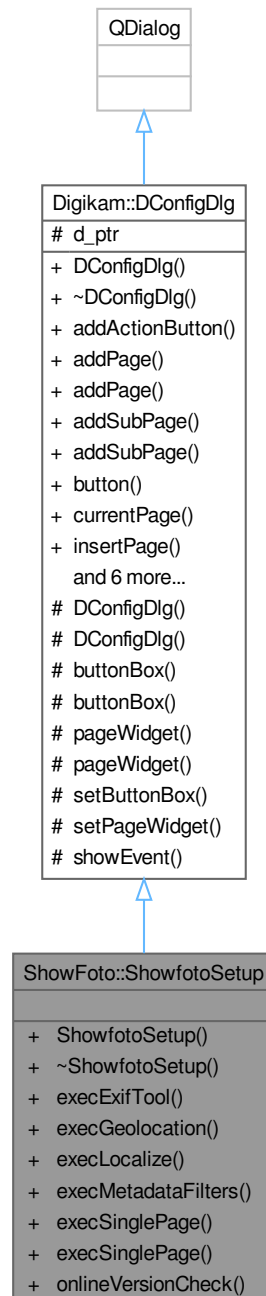 QDialog
Digikam::DConfigDlg
# d_ptr
+ DConfigDlg()
+ ~DConfigDlg()
+ addActionButton()
+ addPage()
+ addPage()
+ addSubPage()
+ addSubPage()
+ button()
+ currentPage()
+ insertPage()
and 6 more...
# DConfigDlg()
# DConfigDlg()
# buttonBox()
# buttonBox()
# pageWidget()
# pageWidget()
# setButtonBox()
# setPageWidget()
# showEvent()
ShowFoto::ShowfotoSetup
+ ShowfotoSetup()
+ ~ShowfotoSetup()
+ execExifTool()
+ execGeolocation()
+ execLocalize()
+ execMetadataFilters()
+ execSinglePage()
+ execSinglePage()
+ onlineVersionCheck()